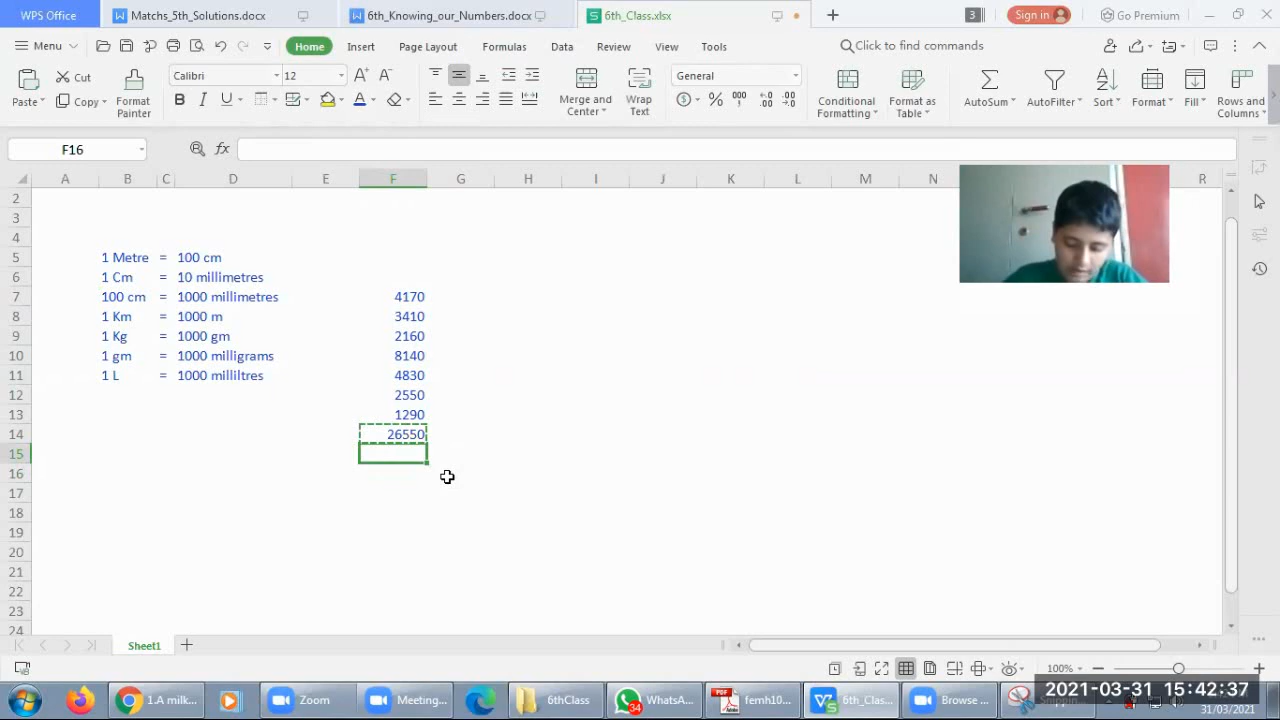 WPS Office Matchs_5th_Solutions.docx 6th_Knowing_our_Numbers.docx 6th_Class.xlsx 3 Sign in Go Premium
Menu Home Insert Page Layout Formulas Data Review View Tools Click to find commands
Cut Calibri 12 General
Paste Copy Format Painter B I U Merge and Center Wrap Text Conditional Formatting Format as Table AutoSum AutoFilter Sort Format Fill Rows and Columns
F16 fx
A B C D E F G H I J K L M N R
2
3
4
5 1 Metre = 100 cm
6 1 Cm = 10 millimetres
7 100 cm = 1000 millimetres 4170
8 1 Km = 1000 m 3410
9 1 Kg = 1000 gm 2160
10 1 gm = 1000 milligrams 8140
11 1 L = 1000 milliltres 4830
12 2550
13 1290
14 26550
15
16
17
18
19
20
21
22
23
24
Sheet1
100%
1.A milk... Zoom Meeting... 6thClass WhatsA... 34 femh10... 6th_Clas... Browse ...
2021-03-31 15:42:37
31/03/2021